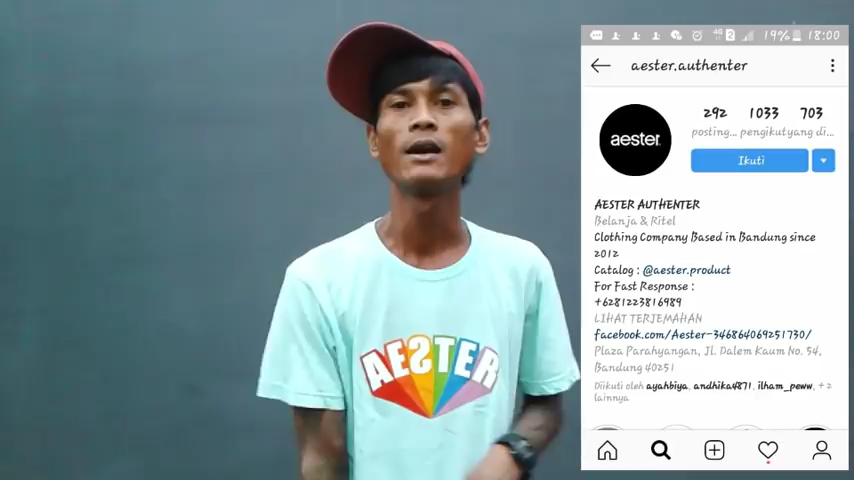 AESTER
4G 2 19% 18:00
aester.authenter
aester
292 1033 703
posting... pengikut yang di...
Ikuti
AESTER AUTHENTER
Belanja & Ritel
Clothing Company Based in Bandung since
2012
Catalog : @aester.product
For Fast Response :
+6281223816989
LIHAT TERJEMAHAN
facebook.com/Aester-346864069251730/
Plaza Parahyangan, Jl. Dalem Kaum No. 54,
Bandung 40251
Diikuti oleh ayahbiya, andhika4871, ilham_peww, + 2
lainnya